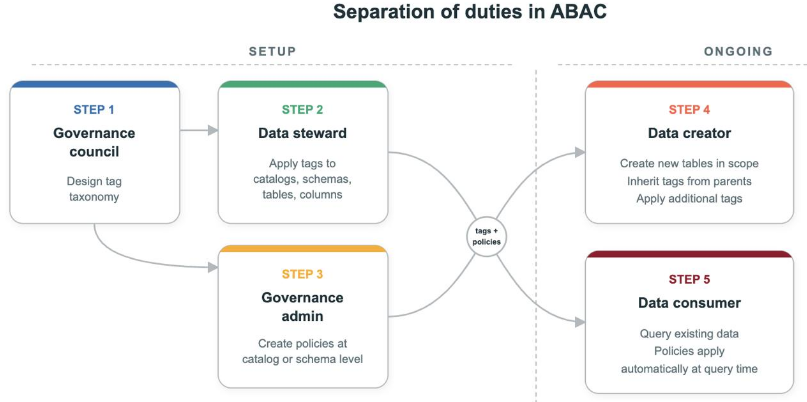 Separation of duties in ABAC
SETUP
ONGOING
STEP 1
Governance
council
Design tag
taxonomy
STEP 2
Data steward
Apply tags to
catalogs, schemas,
tables, columns
STEP 3
Governance
admin
Create policies at
catalog or schema level
tags +
policies
STEP 4
Data creator
Create new tables in scope
Inherit tags from parents
Apply additional tags
STEP 5
Data consumer
Query existing data
Policies apply
automatically at query time